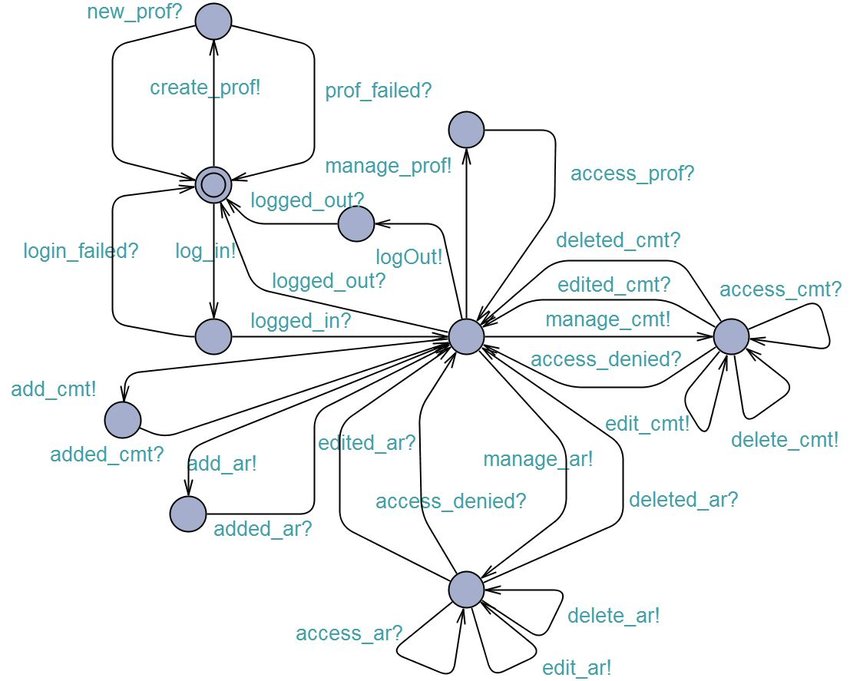 new_prof?
create_prof!
prof_failed?
manage_prof!
access_prof?
logged_out?
login_failed?
log_in!
logOut!
deleted_cmt?
logged_out?
edited_cmt?
access_cmt?
logged_in?
manage_cmt!
access_denied?
add_cmt!
edit_cmt!
delete_cmt!
added_cmt?
edited_ar?
add_ar!
manage_ar!
access_denied?
deleted_ar?
added_ar?
delete_ar!
access_ar?
edit_ar!